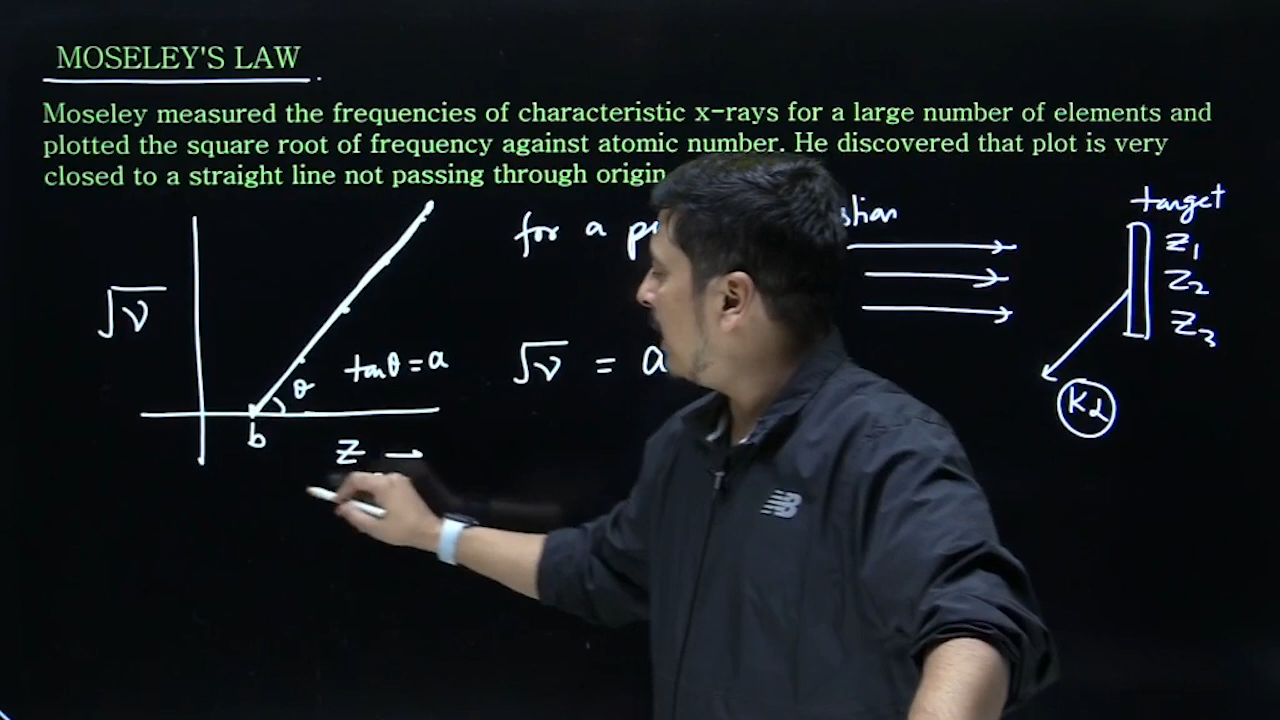 MOSELEY'S LAW
Moseley measured the frequencies of characteristic x-rays for a large number of elements and
plotted the square root of frequency against atomic number. He discovered that plot is very
closed to a straight line not passing through origin
for a
target
Z₁
Z₂
Z₃
√ν
tanθ = a
θ
√ν = a
Kα
b
Z →
NB